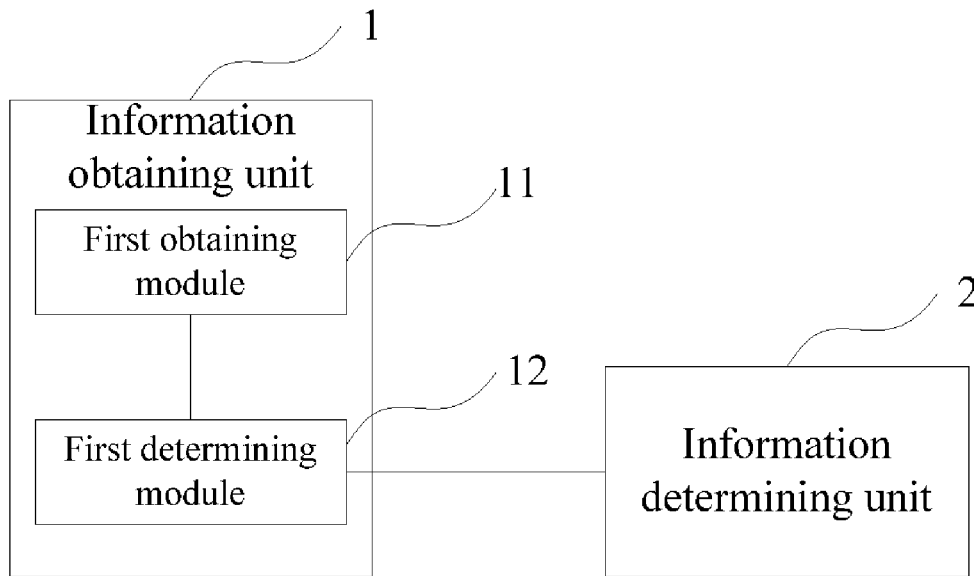 1
Information
obtaining unit
11
First obtaining
module
2
12
First determining
module
Information
determining unit